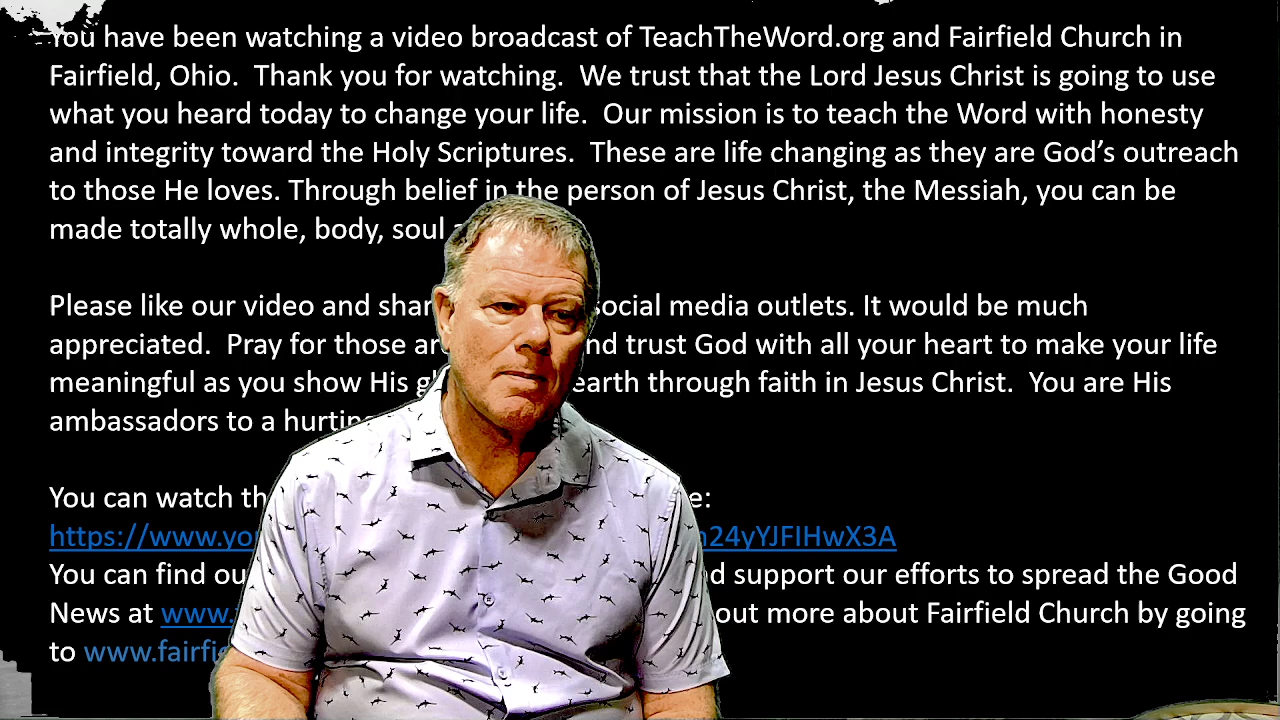 You have been watching a video broadcast of TeachTheWord.org and Fairfield Church in
Fairfield, Ohio.  Thank you for watching.  We trust that the Lord Jesus Christ is going to use
what you heard today to change your life.  Our mission is to teach the Word with honesty
and integrity toward the Holy Scriptures.  These are life changing as they are God's outreach
to those He loves. Through belief in the person of Jesus Christ, the Messiah, you can be
made totally whole, body, soul
Please like our video and social media outlets. It would be much
appreciated.  Pray for those trust God with all your heart to make your life
meaningful as you show His earth through faith in Jesus Christ.  You are His
ambassadors to a
You can watch
https://www.yo n24yYJFIHwX3A
You can find support our efforts to spread the Good
News at www. out more about Fairfield Church by going
to www.fairfi